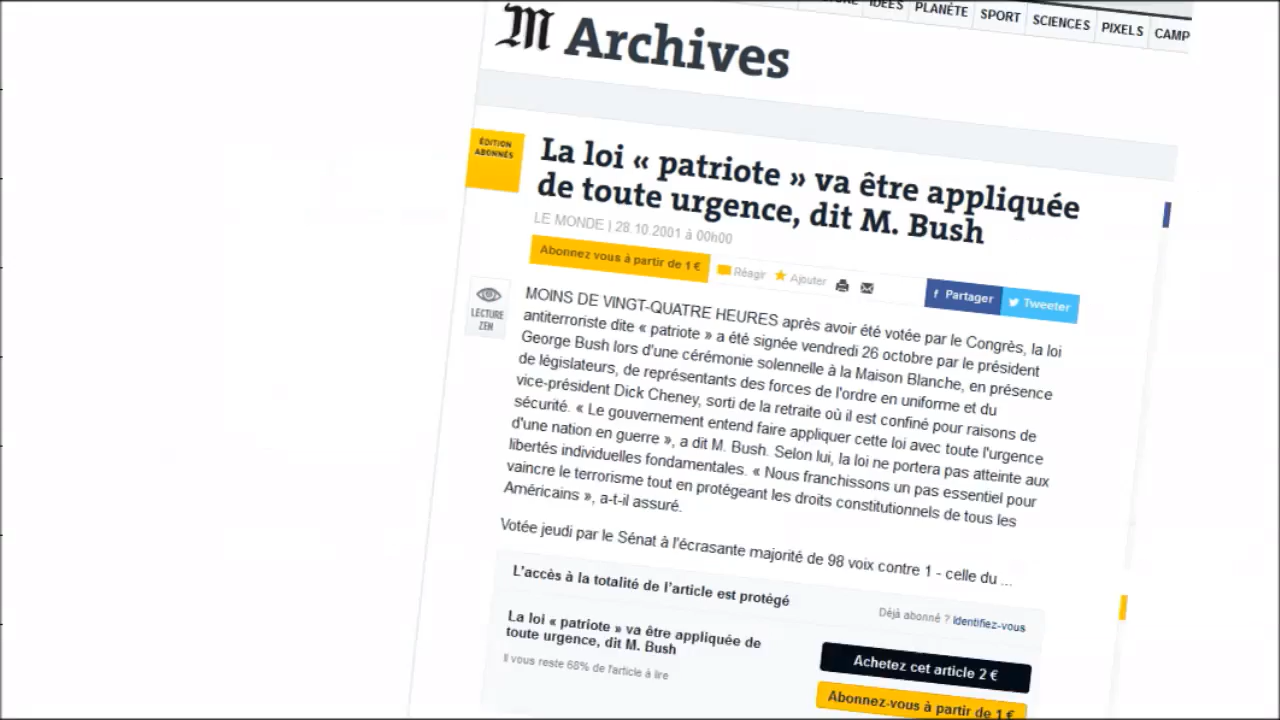 IDÉES PLANÈTE SPORT SCIENCES PIXELS CAMP
M Archives
ÉDITION
ABONNÉS
La loi « patriote » va être appliquée
de toute urgence, dit M. Bush
LE MONDE | 28.10.2001 à 00h00
Abonnez vous à partir de 1 € Réagir Ajouter f Partager Tweeter
LECTURE
ZEN
MOINS DE VINGT-QUATRE HEURES après avoir été votée par le Congrès, la loi
antiterroriste dite « patriote » a été signée vendredi 26 octobre par le président
George Bush lors d'une cérémonie solennelle à la Maison Blanche, en présence
de législateurs, de représentants des forces de l'ordre en uniforme et du
vice-président Dick Cheney, sorti de la retraite où il est confiné pour raisons de
sécurité. « Le gouvernement entend faire appliquer cette loi avec toute l'urgence
d'une nation en guerre », a dit M. Bush. Selon lui, la loi ne portera pas atteinte aux
libertés individuelles fondamentales. « Nous franchissons un pas essentiel pour
vaincre le terrorisme tout en protégeant les droits constitutionnels de tous les
Américains », a-t-il assuré.
Votée jeudi par le Sénat à l'écrasante majorité de 98 voix contre 1 - celle du ...
L'accès à la totalité de l'article est protégé
Déjà abonné ? Identifiez-vous
La loi « patriote » va être appliquée de
toute urgence, dit M. Bush
Il vous reste 68% de l'article à lire
Achetez cet article 2 €
Abonnez-vous à partir de 1 €